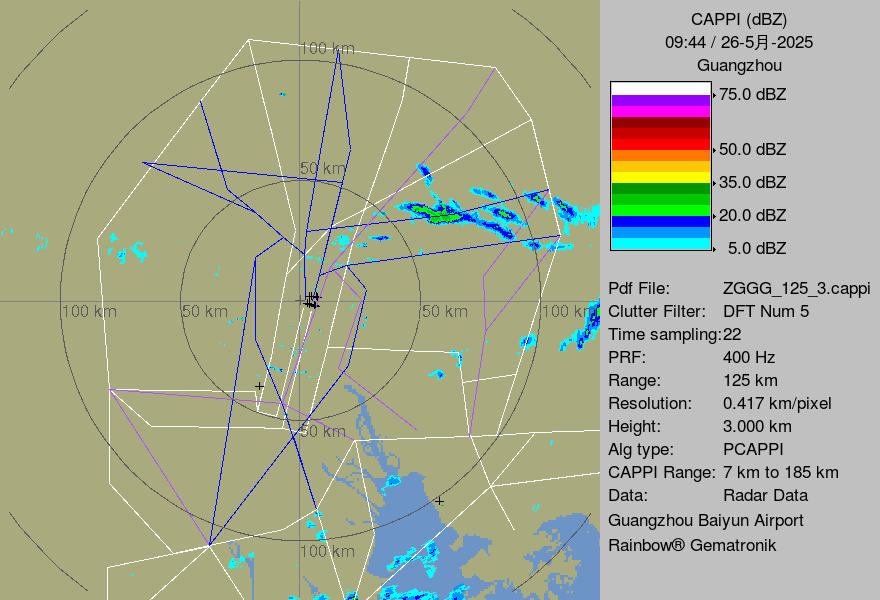 CAPPI (dBZ)
09:44 / 26-5月-2025
Guangzhou
75.0 dBZ
50.0 dBZ
35.0 dBZ
20.0 dBZ
5.0 dBZ
Pdf File: ZGGG_125_3.cappi
Clutter Filter: DFT Num 5
Time sampling:22
PRF: 400 Hz
Range: 125 km
Resolution: 0.417 km/pixel
Height: 3.000 km
Alg type: PCAPPI
CAPPI Range: 7 km to 185 km
Data: Radar Data
Guangzhou Baiyun Airport
Rainbow® Gematronik
100 km
50 km
100 km
50 km
50 km
100 km
50 km
100 km